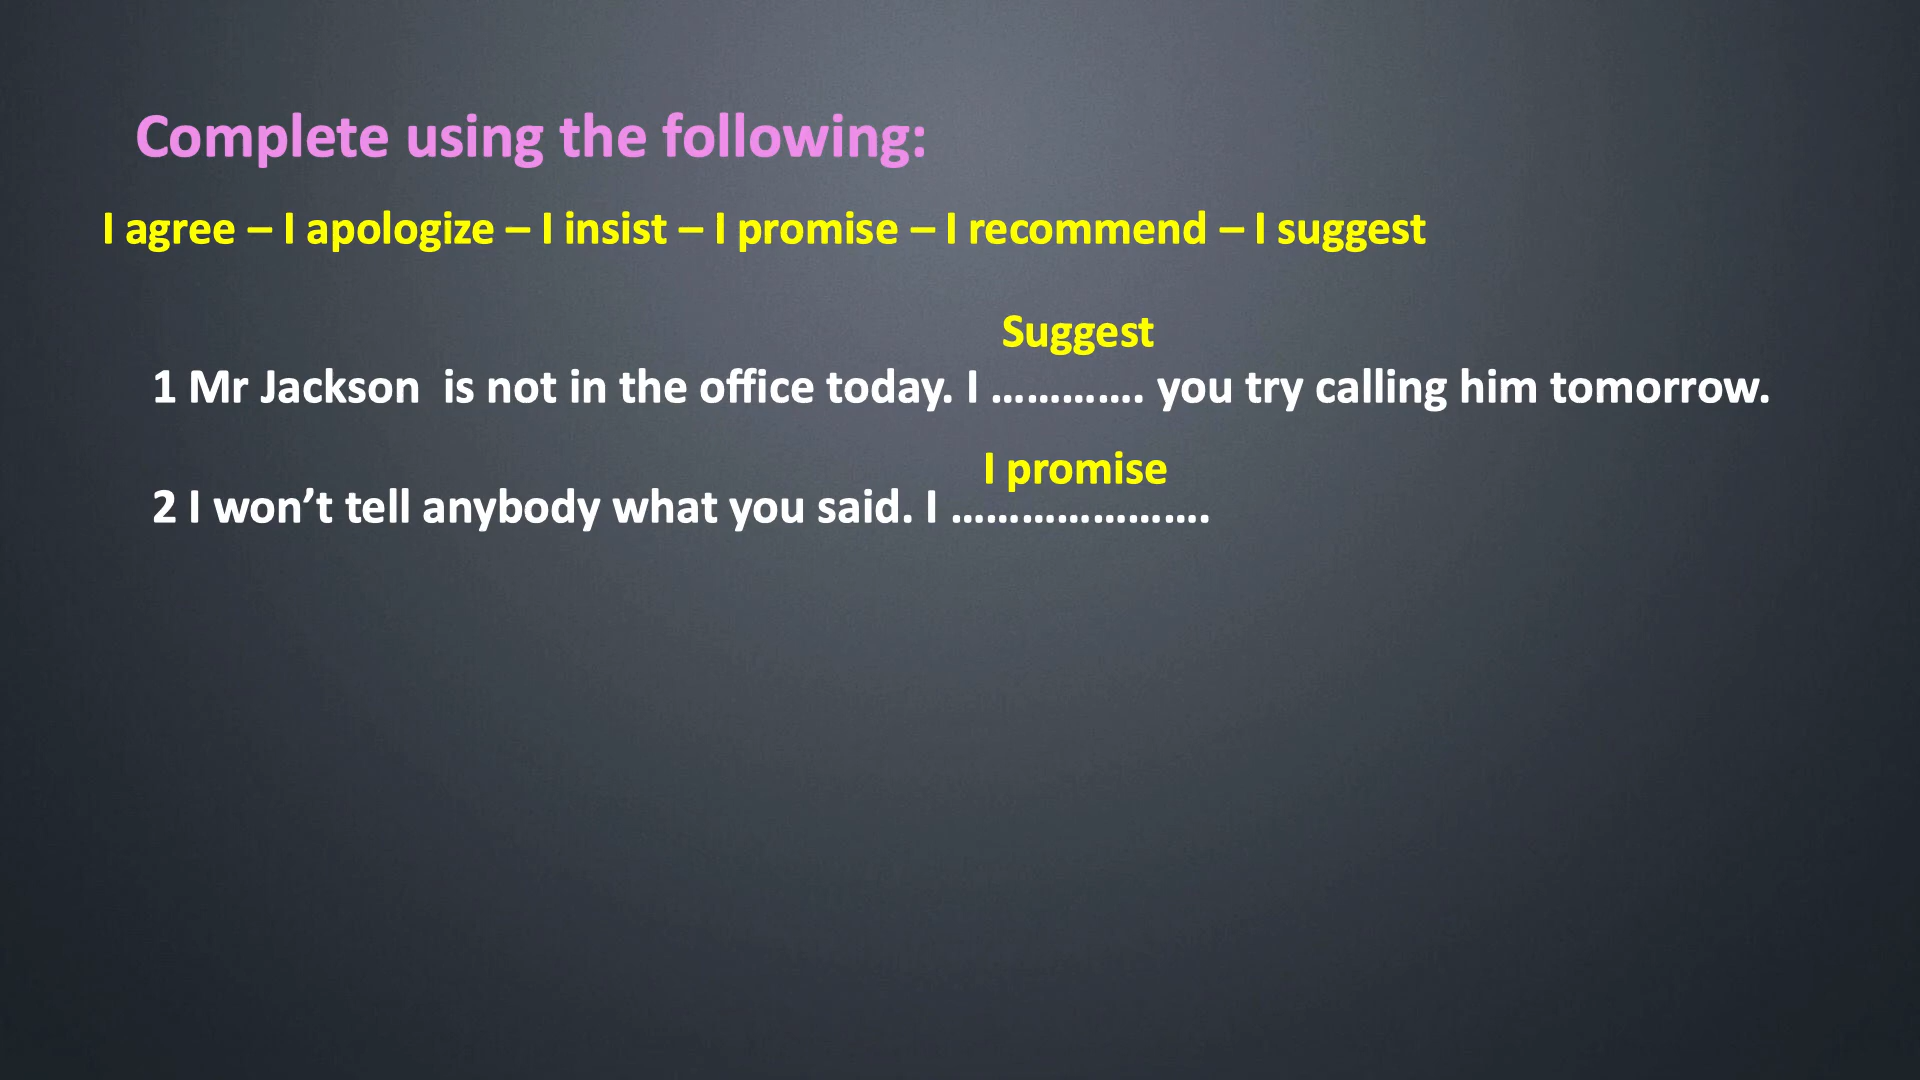 Complete using the following:
I agree – I apologize – I insist – I promise – I recommend – I suggest
Suggest
1 Mr Jackson  is not in the office today. I …………. you try calling him tomorrow.
I promise
2 I won’t tell anybody what you said. I ………………….